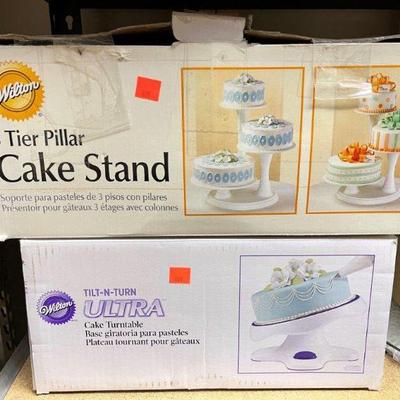 Wilton
Tier Pillar
Cake Stand
Soporte para pasteles de 3 pisos con pilares
Présentoir pour gâteaux 3 étages avec colonnes
Wilton
TILT-N-TURN
ULTRA
Cake Turntable
Base giratoria para pasteles
Plateau tournant pour gâteaux